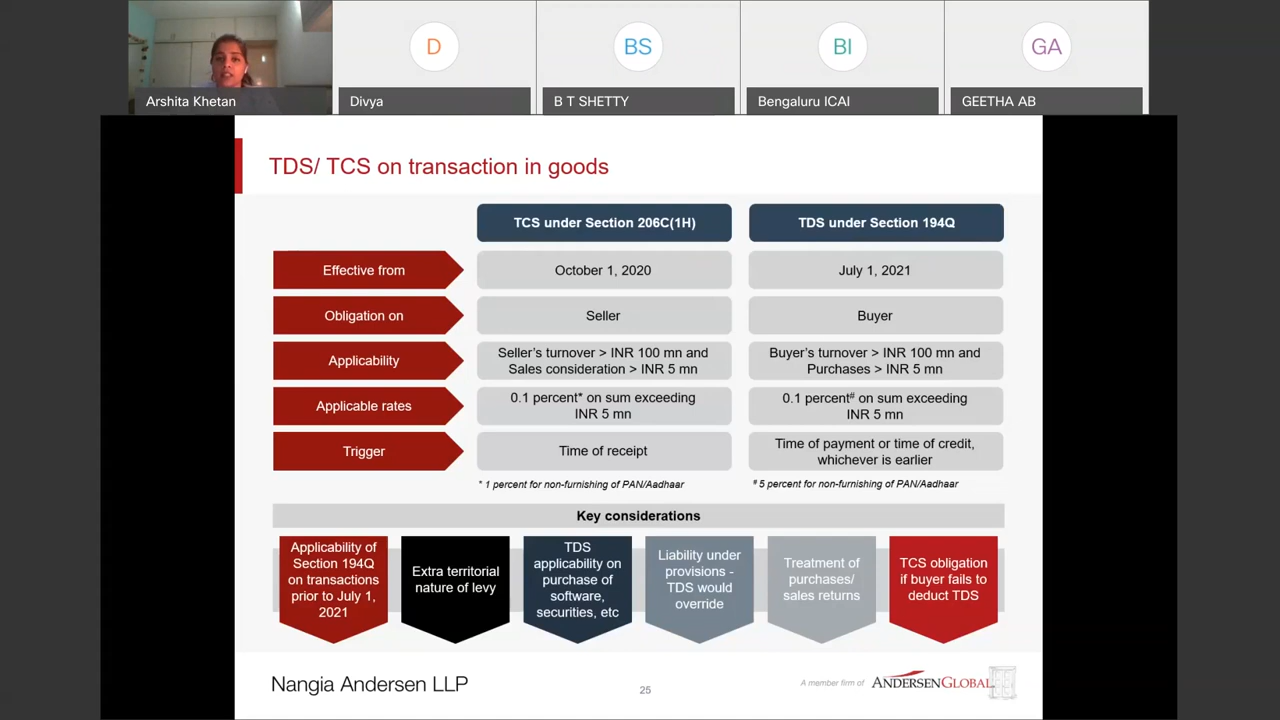 D
BS
BI
GA
Arshita Khetan
Divya
B T SHETTY
Bengaluru ICAI
GEETHA AB
TDS/ TCS on transaction in goods
TCS under Section 206C(1H)
TDS under Section 194Q
Effective from
October 1, 2020
July 1, 2021
Obligation on
Seller
Buyer
Applicability
Seller's turnover > INR 100 mn and
Sales consideration > INR 5 mn
Buyer's turnover > INR 100 mn and
Purchases > INR 5 mn
Applicable rates
0.1 percent* on sum exceeding
INR 5 mn
0.1 percent# on sum exceeding
INR 5 mn
Trigger
Time of receipt
Time of payment or time of credit,
whichever is earlier
* 1 percent for non-furnishing of PAN/Aadhaar
# 5 percent for non-furnishing of PAN/Aadhaar
Key considerations
Applicability of
Section 194Q
on transactions
prior to July 1,
2021
Extra territorial
nature of levy
TDS
applicability on
purchase of
software,
securities, etc
Liability under
provisions -
TDS would
override
Treatment of
purchases/
sales returns
TCS obligation
if buyer fails to
deduct TDS
Nangia Andersen LLP
25
A member firm of
ANDERSEN GLOBAL